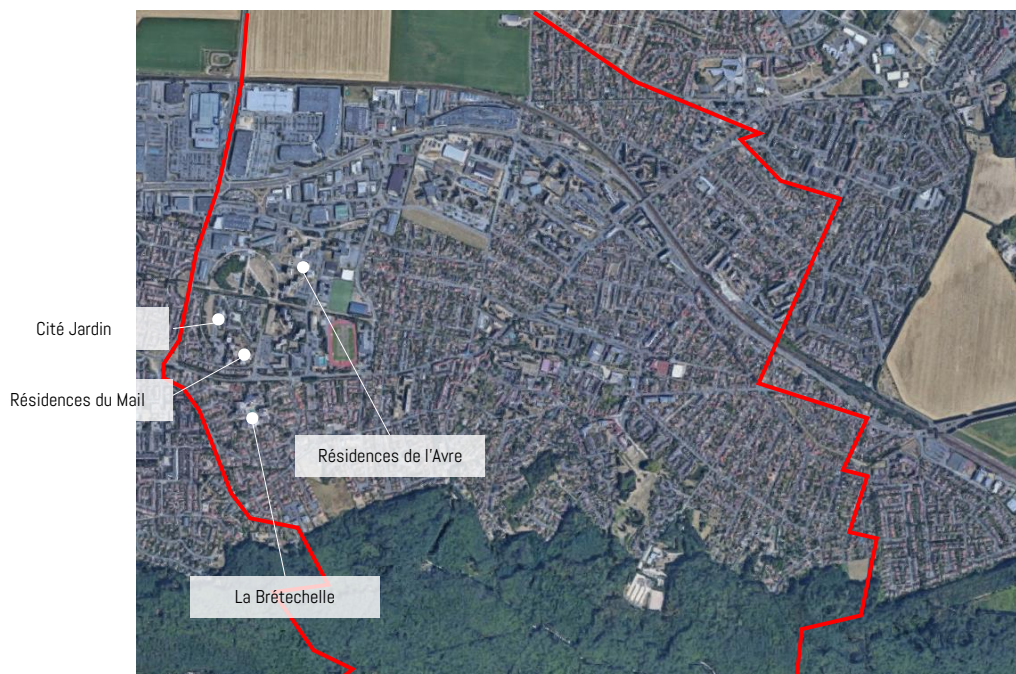 Cité Jardin
Résidences du Mail
Résidences de l'Avre
La Brétechelle